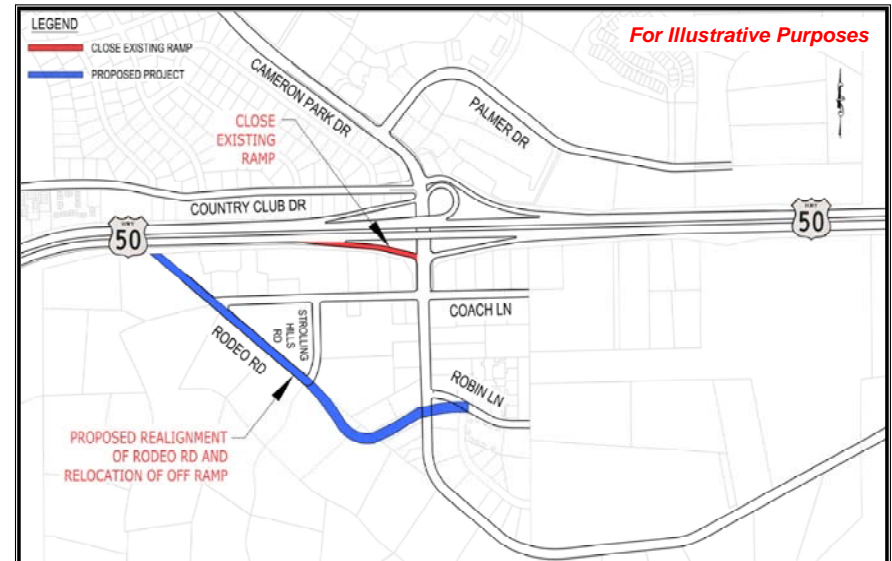 LEGEND
CLOSE EXISTING RAMP
PROPOSED PROJECT
For Illustrative Purposes
CAMERON PARK DR
PALMER DR
CLOSE
EXISTING
RAMP
COUNTRY CLUB DR
HWY
50
HWY
50
COACH LN
STROLLING
HILLS
RD
RODEO RD
ROBIN LN
PROPOSED REALIGNMENT
OF RODEO RD AND
RELOCATION OF OFF RAMP